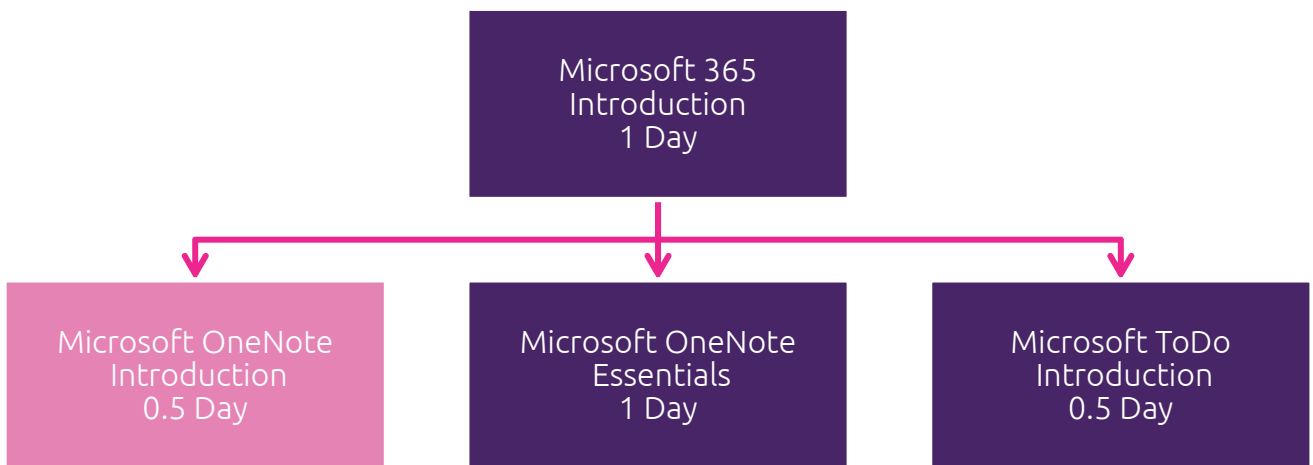 Microsoft 365
Introduction
1 Day
Microsoft OneNote
Introduction
0.5 Day
Microsoft OneNote
Essentials
1 Day
Microsoft ToDo
Introduction
0.5 Day